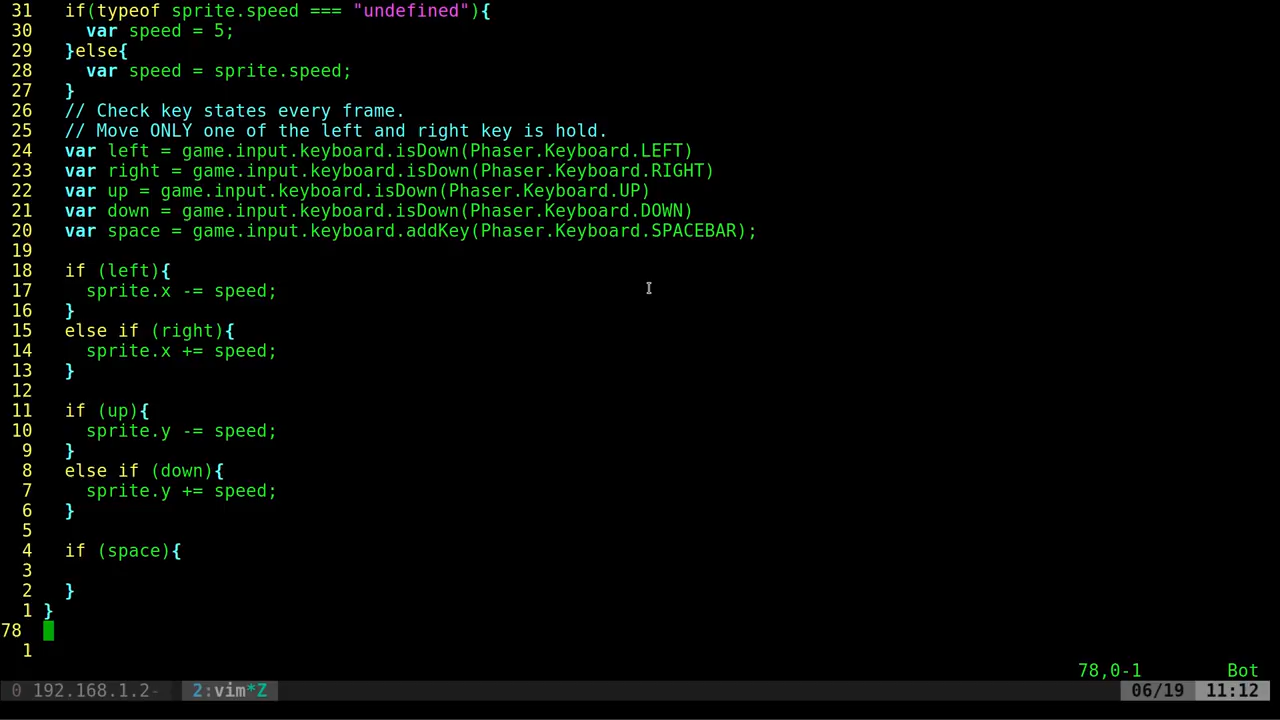 31   if(typeof sprite.speed === "undefined"){
30     var speed = 5;
29   }else{
28     var speed = sprite.speed;
27   }
26   // Check key states every frame.
25   // Move ONLY one of the left and right key is hold.
24   var left = game.input.keyboard.isDown(Phaser.Keyboard.LEFT)
23   var right = game.input.keyboard.isDown(Phaser.Keyboard.RIGHT)
22   var up = game.input.keyboard.isDown(Phaser.Keyboard.UP)
21   var down = game.input.keyboard.isDown(Phaser.Keyboard.DOWN)
20   var space = game.input.keyboard.addKey(Phaser.Keyboard.SPACEBAR);
19
18   if (left){
17     sprite.x -= speed;
16   }
15   else if (right){
14     sprite.x += speed;
13   }
12
11   if (up){
10     sprite.y -= speed;
9   }
8   else if (down){
7     sprite.y += speed;
6   }
5
4   if (space){
3
2   }
1 }
78
1
78,0-1 Bot
0 192.168.1.2- 2:vim*Z 06/19 11:12